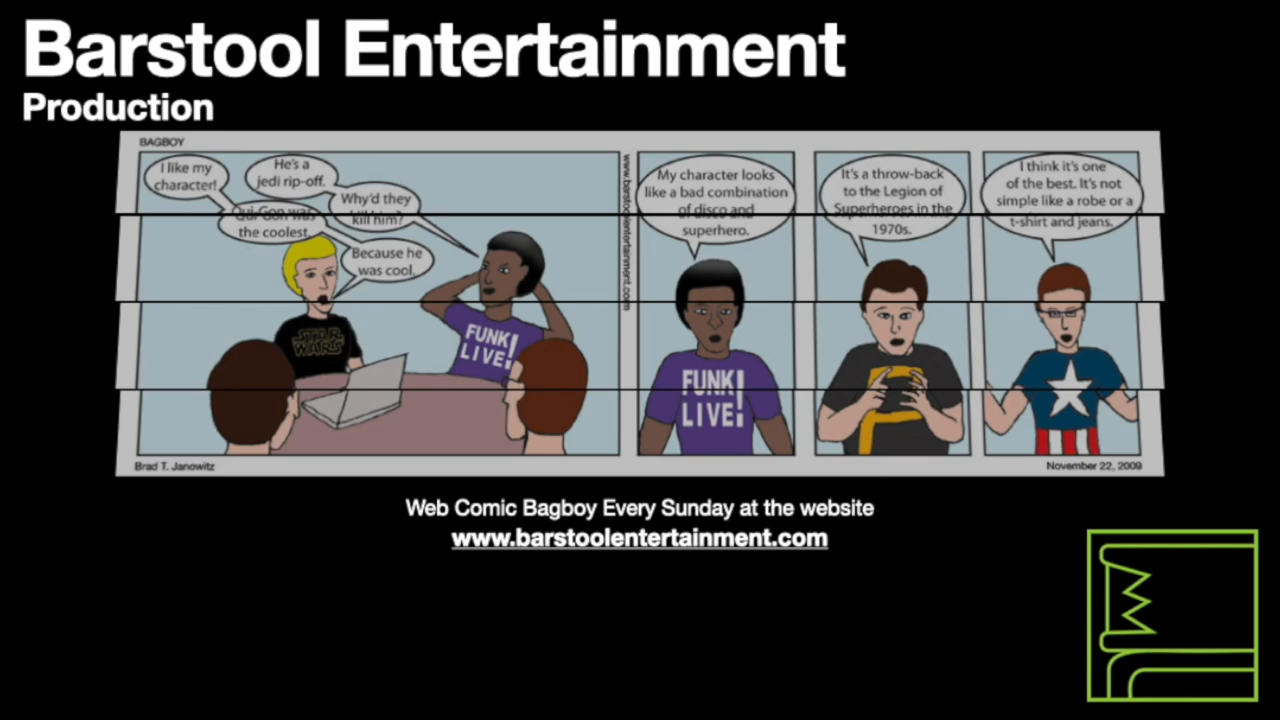 Barstool Entertainment
Production
BAGBOY
I like my
character!
He's a
jedi rip-off.
Why'd they
kill him?
Qui-Gon was
the coolest.
Because he
was cool.
STAR
WARS
FUNK
LIVE!
www.barstoolentertainment.com
My character looks
like a bad combination
of disco and
superhero.
FUNK
LIVE!
It's a throw-back
to the Legion of
Superheroes in the
1970s.
I think it's one
of the best. It's not
simple like a robe or a
t-shirt and jeans.
Brad T. Janowitz
November 22, 2009
Web Comic Bagboy Every Sunday at the website
www.barstoolentertainment.com